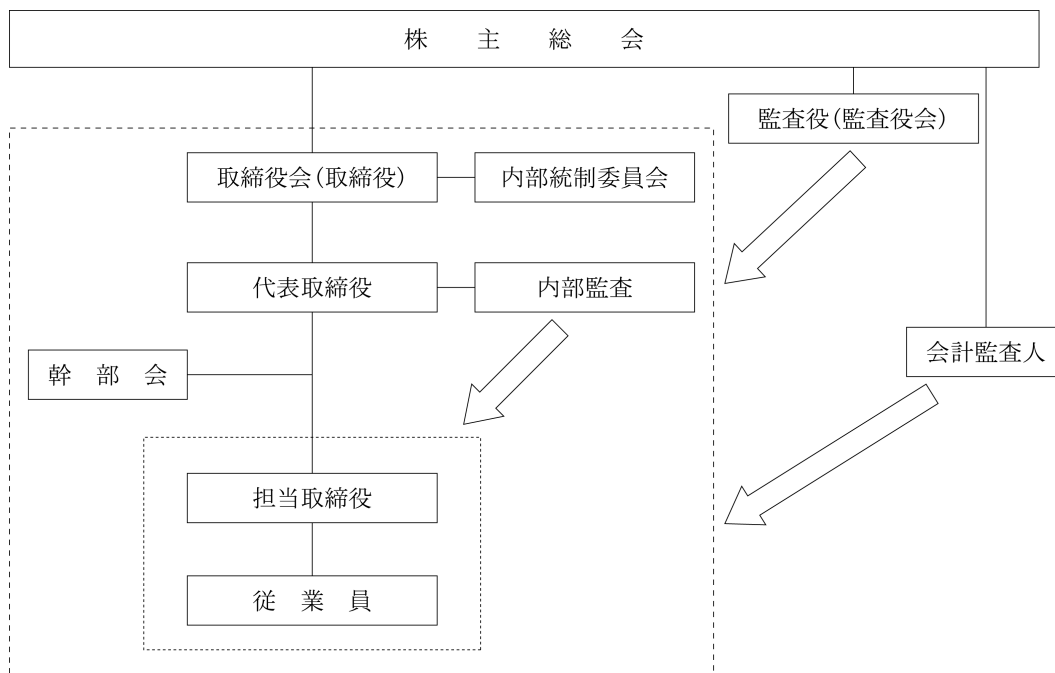 株　主　総　会
監査役(監査役会)
取締役会(取締役)
内部統制委員会
代表取締役
内部監査
会計監査人
幹　部　会
担当取締役
従　業　員